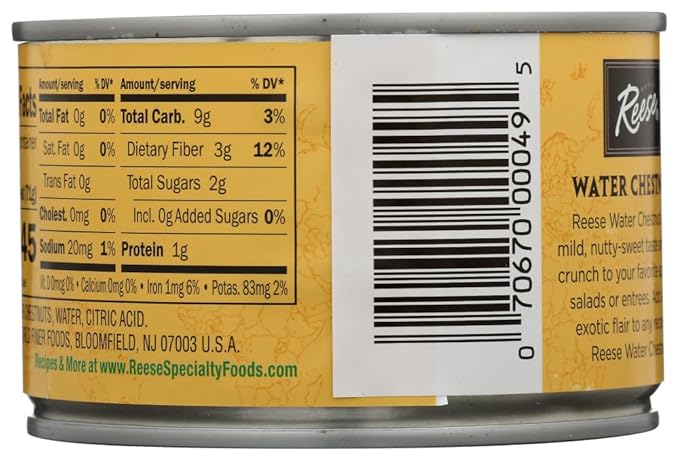 Facts
Amount/serving % DV*
Total Fat 0g 0%
Sat. Fat 0g 0%
Trans Fat 0g
Cholest. 0mg 0%
Sodium 20mg 1%
Amount/serving % DV*
Total Carb. 9g 3%
Dietary Fiber 3g 12%
Total Sugars 2g
Incl. 0g Added Sugars 0%
Protein 1g
45
Vit. D 0mcg 0% • Calcium 0mg 0% • Iron 1mg 6% • Potas. 83mg 2%
CHESTNUTS, WATER, CITRIC ACID.
FINER FOODS, BLOOMFIELD, NJ 07003 U.S.A.
Recipes & More at www.ReeseSpecialtyFoods.com
0 70670 00049 5
Reese
WATER CHESTN
Reese Water Chestnu
mild, nutty-sweet taste a
crunch to your favorite
salads or entrees. Add
exotic flair to any rec
Reese Water Chest